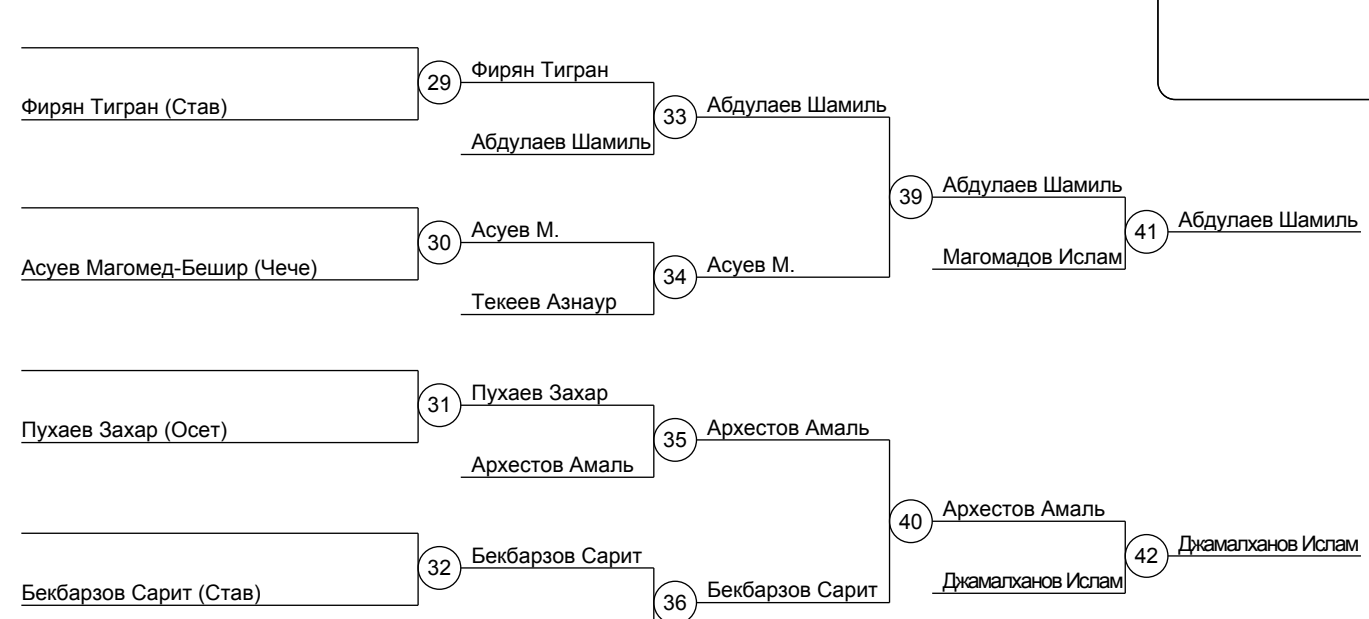 29
Фирян Тигран
Фирян Тигран (Став)
33
Абдулаев Шамиль
Абдулаев Шамиль
39
Абдулаев Шамиль
30
Асуев М.
41
Абдулаев Шамиль
Асуев Магомед-Бешир (Чече)
34
Асуев М.
Магомадов Ислам
Текеев Азнаур
31
Пухаев Захар
Пухаев Захар (Осет)
35
Архестов Амаль
Архестов Амаль
40
Архестов Амаль
32
Бекбарзов Сарит
42
Джамалханов Ислам
Бекбарзов Сарит (Став)
36
Бекбарзов Сарит
Джамалханов Ислам